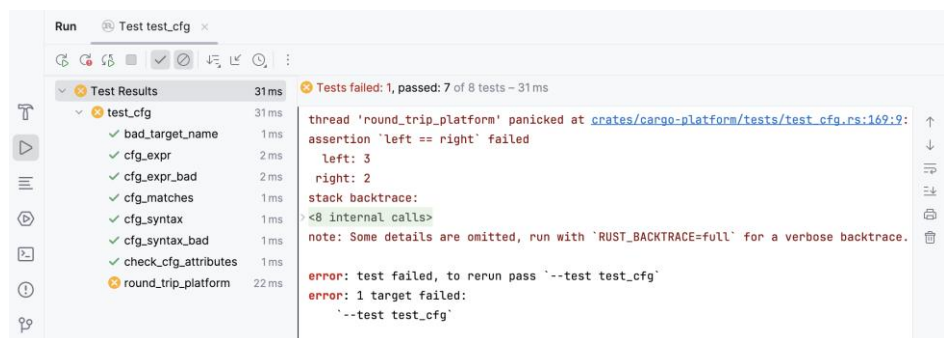 Run Test test_cfg
Test Results 31 ms
test_cfg 31 ms
bad_target_name 1 ms
cfg_expr 2 ms
cfg_expr_bad 2 ms
cfg_matches 1 ms
cfg_syntax 1 ms
cfg_syntax_bad 1 ms
check_cfg_attributes 1 ms
round_trip_platform 22 ms
Tests failed: 1, passed: 7 of 8 tests – 31 ms
thread 'round_trip_platform' panicked at crates/cargo-platform/tests/test_cfg.rs:169:9:
assertion `left == right` failed
left: 3
right: 2
stack backtrace:
<8 internal calls>
note: Some details are omitted, run with `RUST_BACKTRACE=full` for a verbose backtrace.
error: test failed, to rerun pass `--test test_cfg`
error: 1 target failed:
`--test test_cfg`